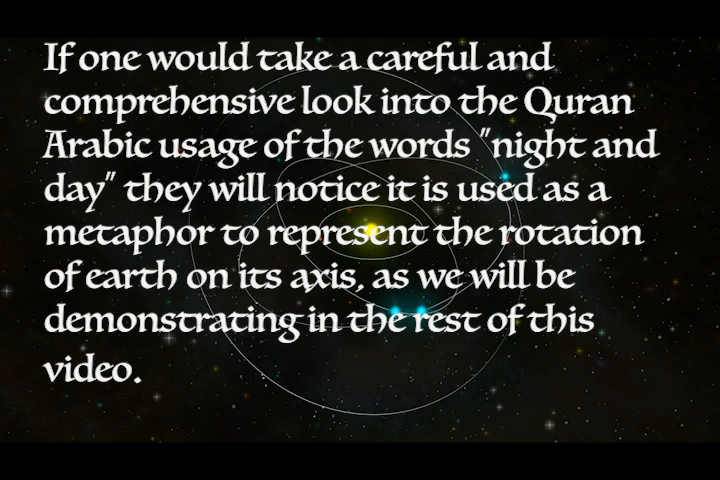 If one would take a careful and
comprehensive look into the Quran
Arabic usage of the words "night and
day" they will notice it is used as a
metaphor to represent the rotation
of earth on its axis, as we will be
demonstrating in the rest of this
video.